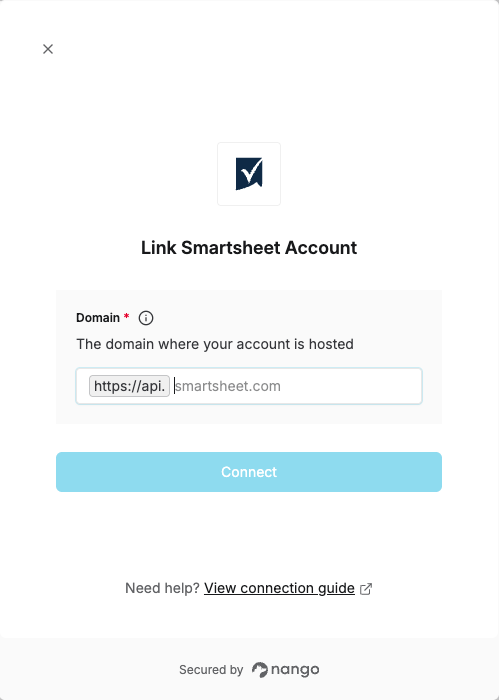 Link Smartsheet Account
Domain *
The domain where your account is hosted
https://api. smartsheet.com
Connect
Need help? View connection guide
Secured by nango